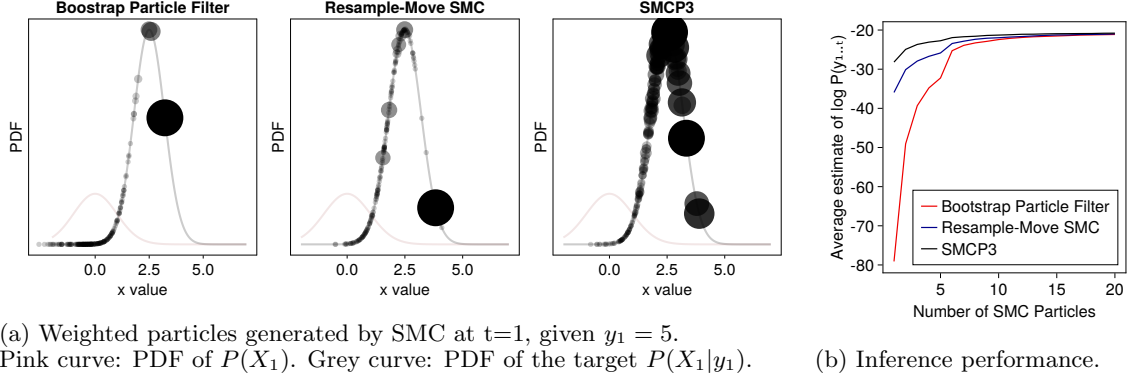 Boostrap Particle Filter
Resample-Move SMC
SMCP3
PDF
PDF
PDF
0.0 2.5 5.0
0.0 2.5 5.0
0.0 2.5 5.0
x value
x value
x value
-20
-30
-40
-50
-60
-70
-80
Average estimate of log P(y₁...ₜ)
Bootstrap Particle Filter
Resample-Move SMC
SMCP3
5 10 15 20
Number of SMC Particles
(a) Weighted particles generated by SMC at t=1, given y₁ = 5.
Pink curve: PDF of P(X₁). Grey curve: PDF of the target P(X₁|y₁).
(b) Inference performance.